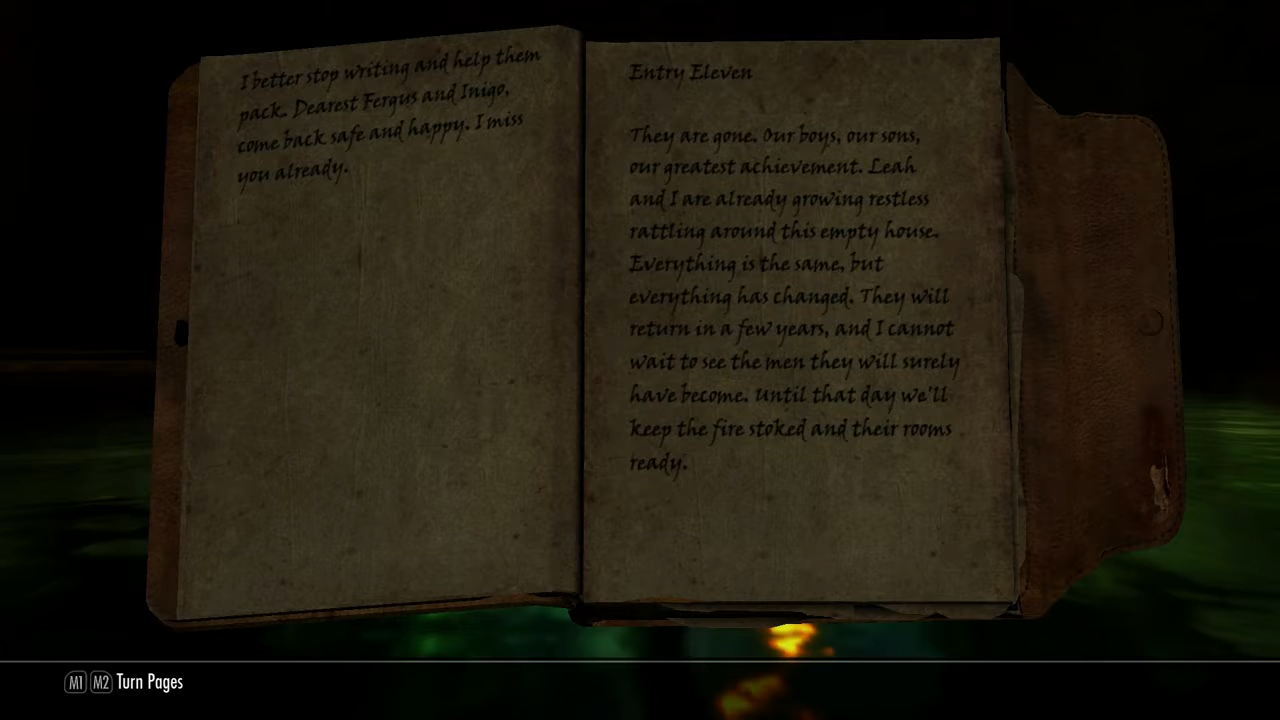 I better stop writing and help them
pack. Dearest Fergus and Inigo,
come back safe and happy. I miss
you already.
Entry Eleven
They are gone. Our boys, our sons,
our greatest achievement. Leah
and I are already growing restless
rattling around this empty house.
Everything is the same, but
everything has changed. They will
return in a few years, and I cannot
wait to see the men they will surely
have become. Until that day we'll
keep the fire stoked and their rooms
ready.
M1 M2 Turn Pages